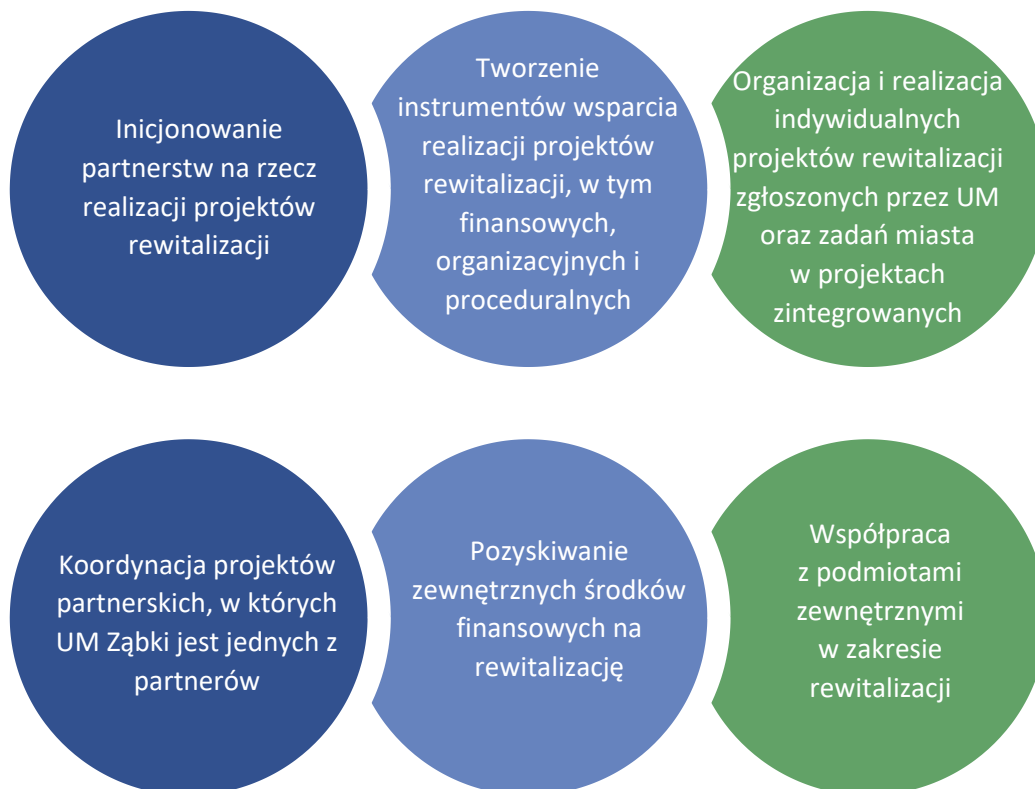 Inicjonowanie
partnerstw na rzecz
realizacji projektów
rewitalizacji
Tworzenie
instrumentów wsparcia
realizacji projektów
rewitalizacji, w tym
finansowych,
organizacyjnych i
proceduralnych
Organizacja i realizacja
indywidualnych
projektów rewitalizacji
zgłoszonych przez UM
oraz zadań miasta
w projektach
zintegrowanych
Koordynacja projektów
partnerskich, w których
UM Ząbki jest jednych z
partnerów
Pozyskiwanie
zewnętrznych środków
finansowych na
rewitalizację
Współpraca
z podmiotami
zewnętrznymi
w zakresie
rewitalizacji